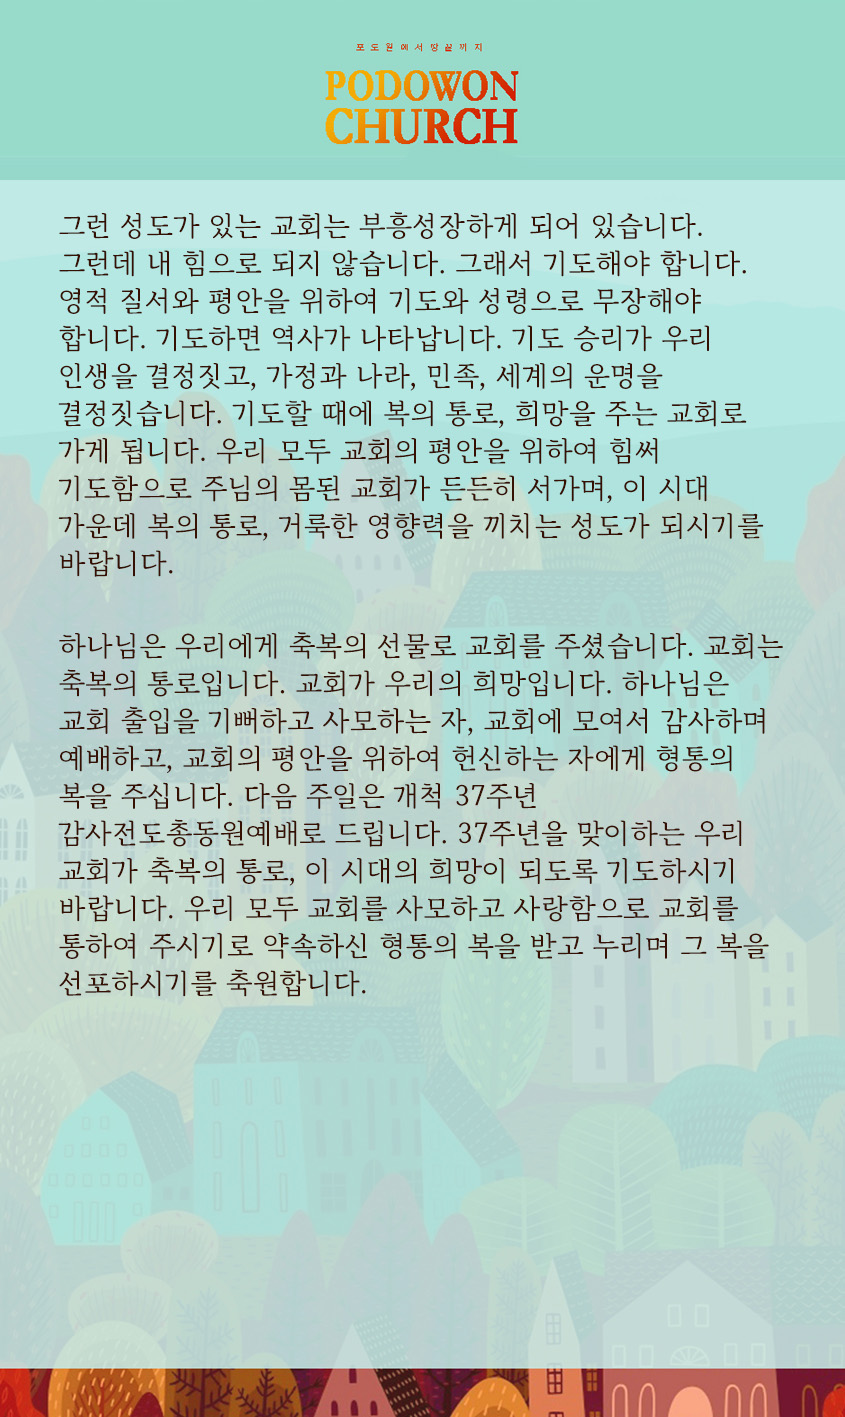 포도원에서땅끝까지
PODOWON
CHURCH
그런 성도가 있는 교회는 부흥성장하게 되어 있습니다.
그런데 내 힘으로 되지 않습니다. 그래서 기도해야 합니다.
영적 질서와 평안을 위하여 기도와 성령으로 무장해야
합니다. 기도하면 역사가 나타납니다. 기도 승리가 우리
인생을 결정짓고, 가정과 나라, 민족, 세계의 운명을
결정짓습니다. 기도할 때에 복의 통로, 희망을 주는 교회로
가게 됩니다. 우리 모두 교회의 평안을 위하여 힘써
기도함으로 주님의 몸된 교회가 든든히 서가며, 이 시대
가운데 복의 통로, 거룩한 영향력을 끼치는 성도가 되시기를
바랍니다.
하나님은 우리에게 축복의 선물로 교회를 주셨습니다. 교회는
축복의 통로입니다. 교회가 우리의 희망입니다. 하나님은
교회 출입을 기뻐하고 사모하는 자, 교회에 모여서 감사하며
예배하고, 교회의 평안을 위하여 헌신하는 자에게 형통의
복을 주십니다. 다음 주일은 개척 37주년
감사전도총동원예배로 드립니다. 37주년을 맞이하는 우리
교회가 축복의 통로, 이 시대의 희망이 되도록 기도하시기
바랍니다. 우리 모두 교회를 사모하고 사랑함으로 교회를
통하여 주시기로 약속하신 형통의 복을 받고 누리며 그 복을
선포하시기를 축원합니다.